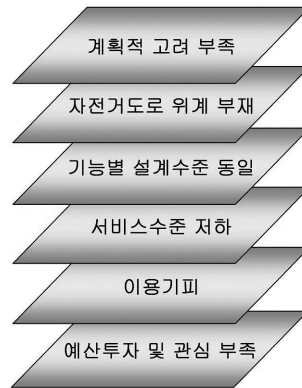 계획적 고려 부족
자전거도로 위계 부재
기능별 설계수준 동일
서비스수준 저하
이용기피
예산투자 및 관심 부족